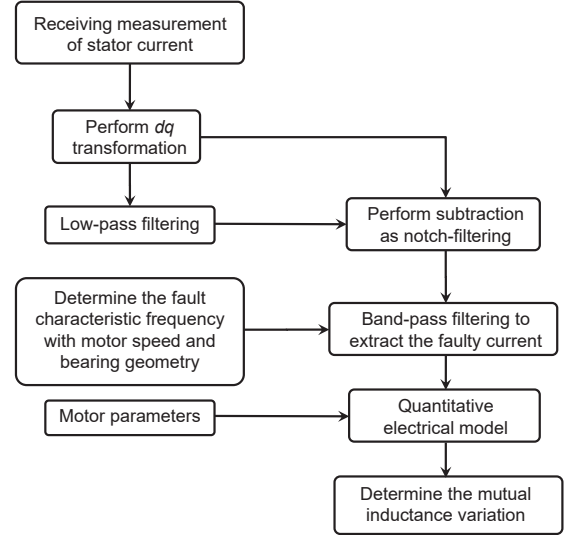 Receiving measurement
of stator current
Perform dq
transformation
Low-pass filtering
Perform subtraction
as notch-filtering
Determine the fault
characteristic frequency
with motor speed and
bearing geometry
Band-pass filtering to
extract the faulty current
Motor parameters
Quantitative
electrical model
Determine the mutual
inductance variation